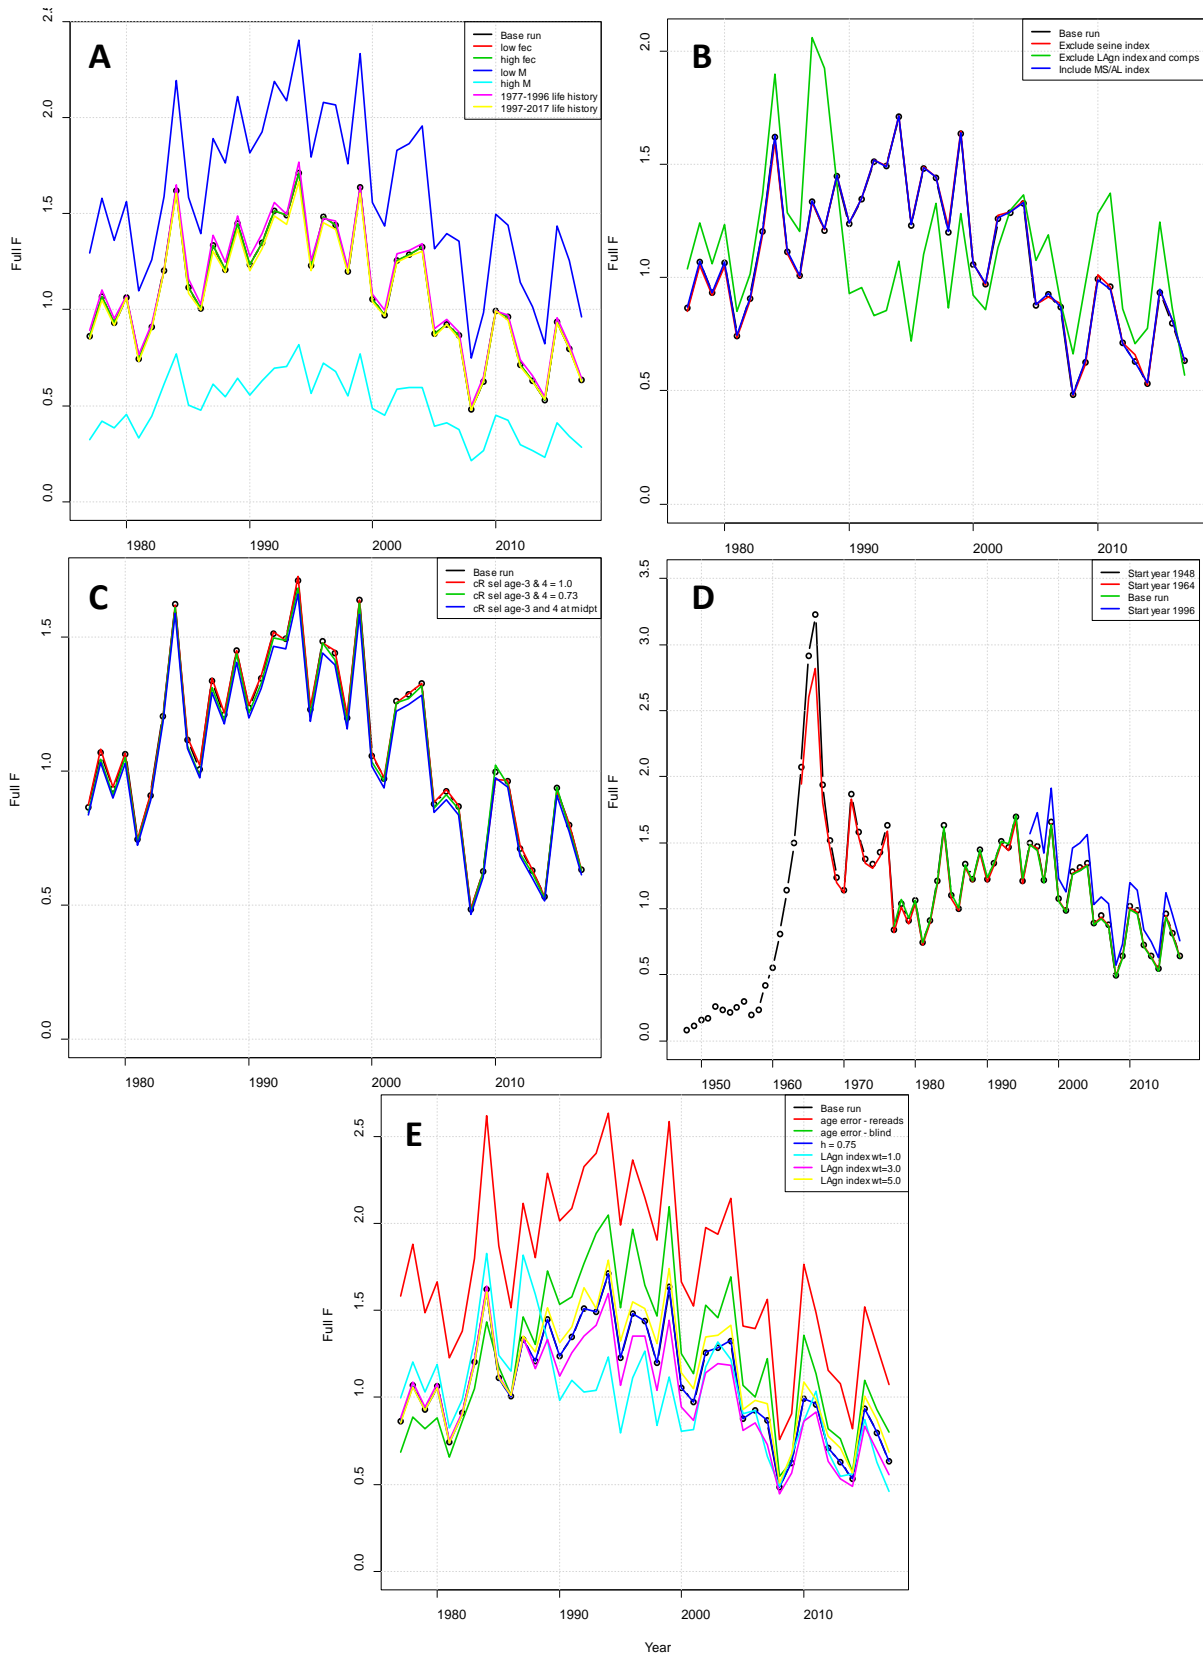 A
2.5
2.0
1.5
1.0
0.5
0.0
Full F
Base run
low fec
high fec
low M
high M
1977-1996 life history
1997-2017 life history
1980 1990 2000 2010
B
2.0
1.5
1.0
0.5
0.0
Full F
Base run
Exclude seine index
Exclude LAgn index and comps
Include MS/AL index
1980 1990 2000 2010
C
1.5
1.0
0.5
0.0
Full F
Base run
cR sel age-3 & 4 = 1.0
cR sel age-3 & 4 = 0.73
cR sel age-3 and 4 at midpt
1980 1990 2000 2010
D
3.5
3.0
2.5
2.0
1.5
1.0
0.5
0.0
Full F
Start year 1948
Start year 1964
Base run
Start year 1996
1950 1960 1970 1980 1990 2000 2010
E
2.5
2.0
1.5
1.0
0.5
0.0
Full F
Base run
age error - rereads
age error - blind
h = 0.75
LAgn index wt=1.0
LAgn index wt=3.0
LAgn index wt=5.0
1980 1990 2000 2010
Year